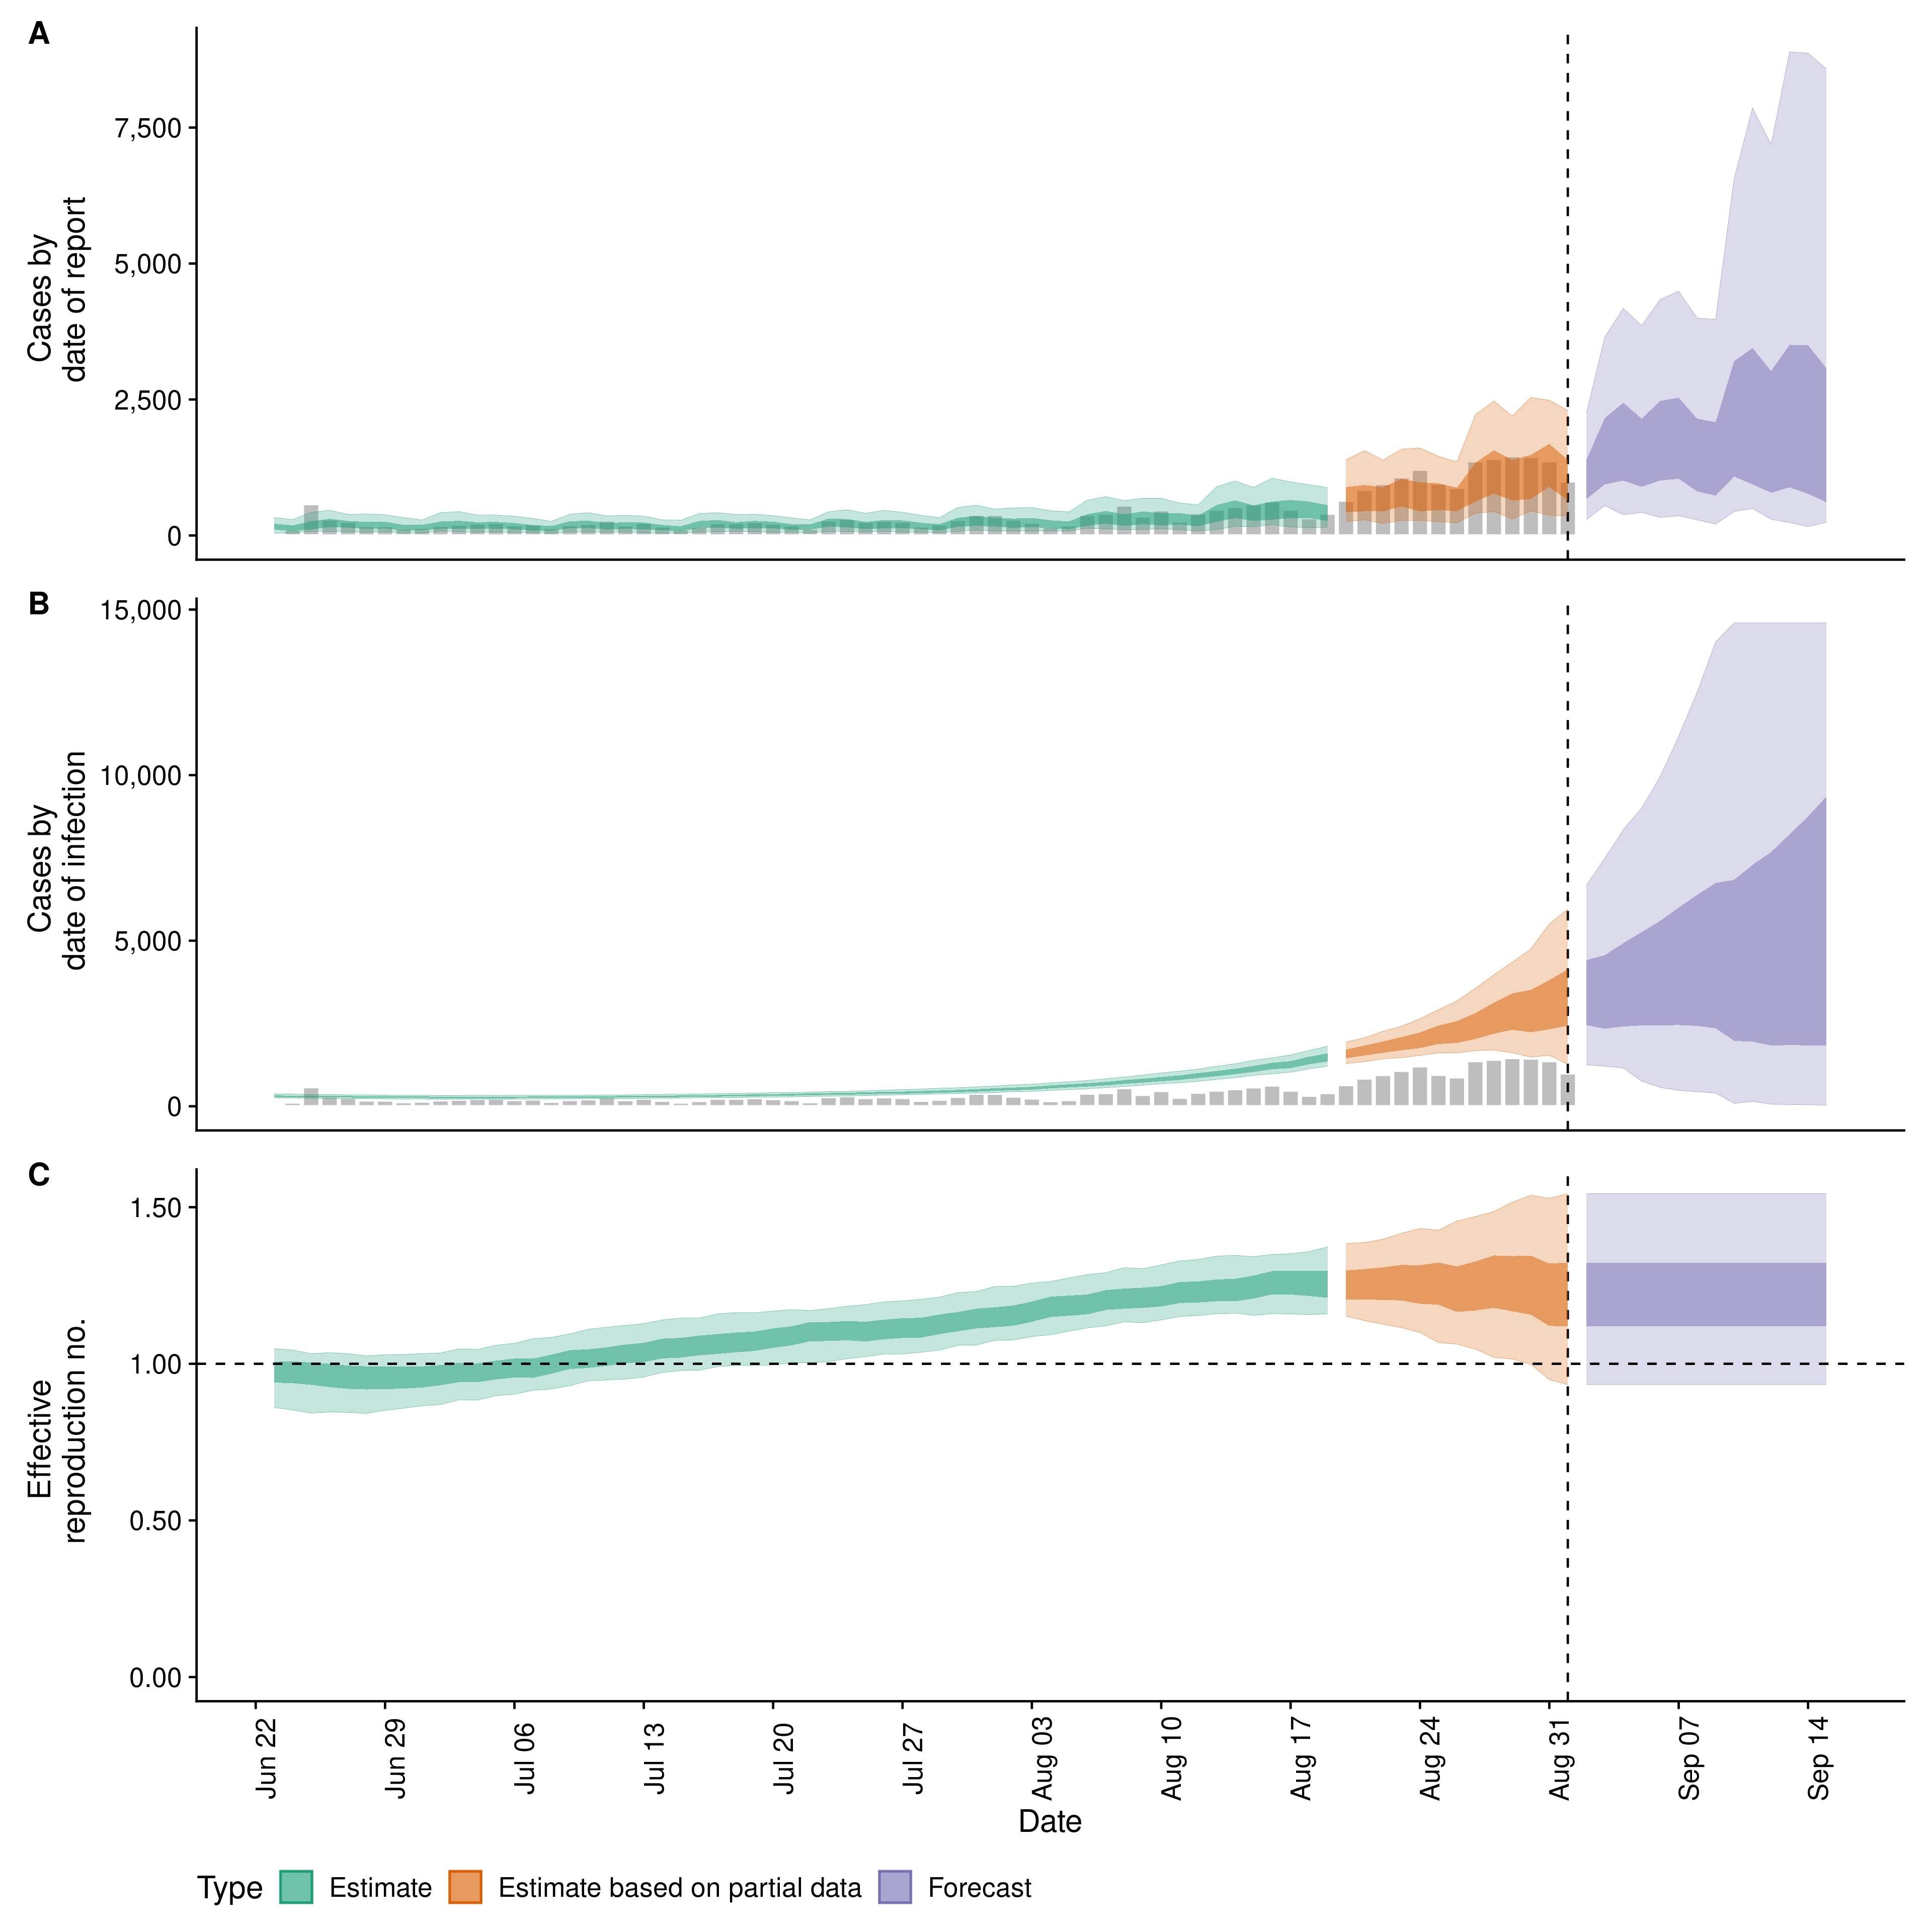 A
Cases by
date of report
7,500
5,000
2,500
0
B
Cases by
date of infection
15,000
10,000
5,000
0
C
Effective
reproduction no.
1.50
1.00
0.50
0.00
Jun 22
Jun 29
Jul 06
Jul 13
Jul 20
Jul 27
Aug 03
Aug 10
Aug 17
Aug 24
Aug 31
Sep 07
Sep 14
Date
Type Estimate Estimate based on partial data Forecast